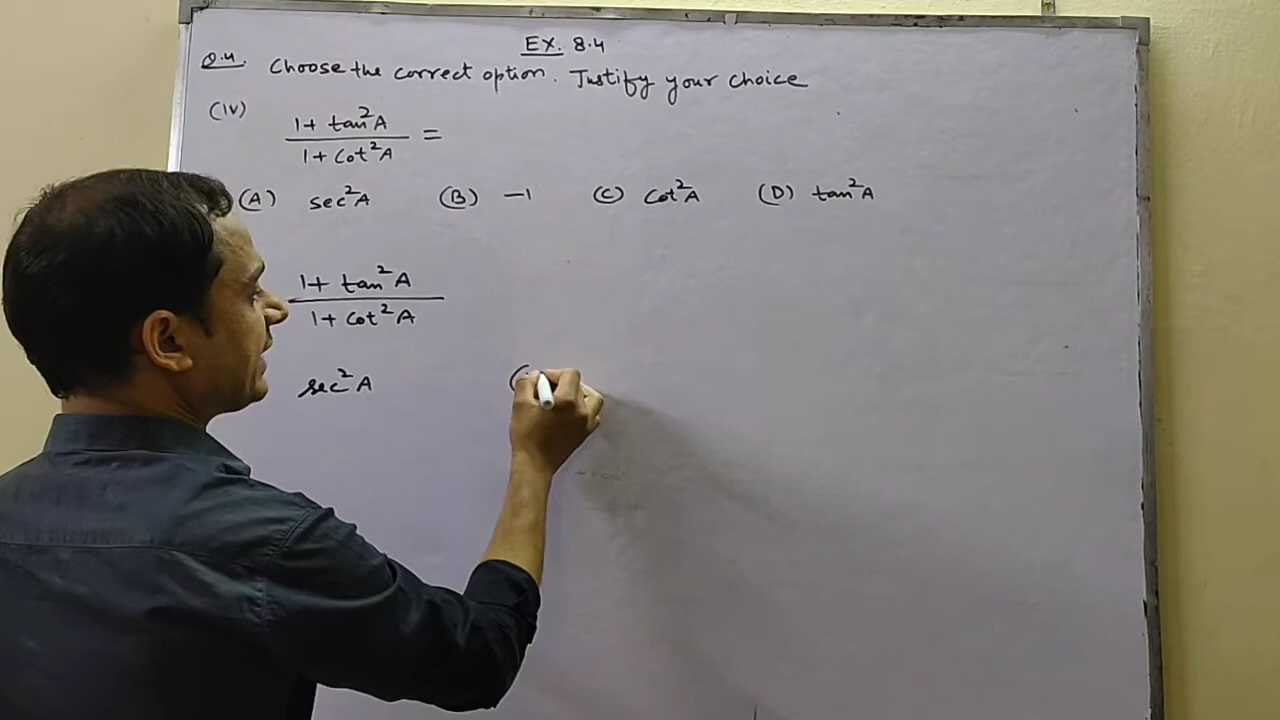 EX. 8.4
Q.4. Choose the correct option. Justify your choice
(IV) 1 + tan²A / 1 + Cot²A =
(A) sec²A (B) -1 (C) Cot²A (D) tan²A
1 + tan²A / 1 + Cot²A
sec²A (